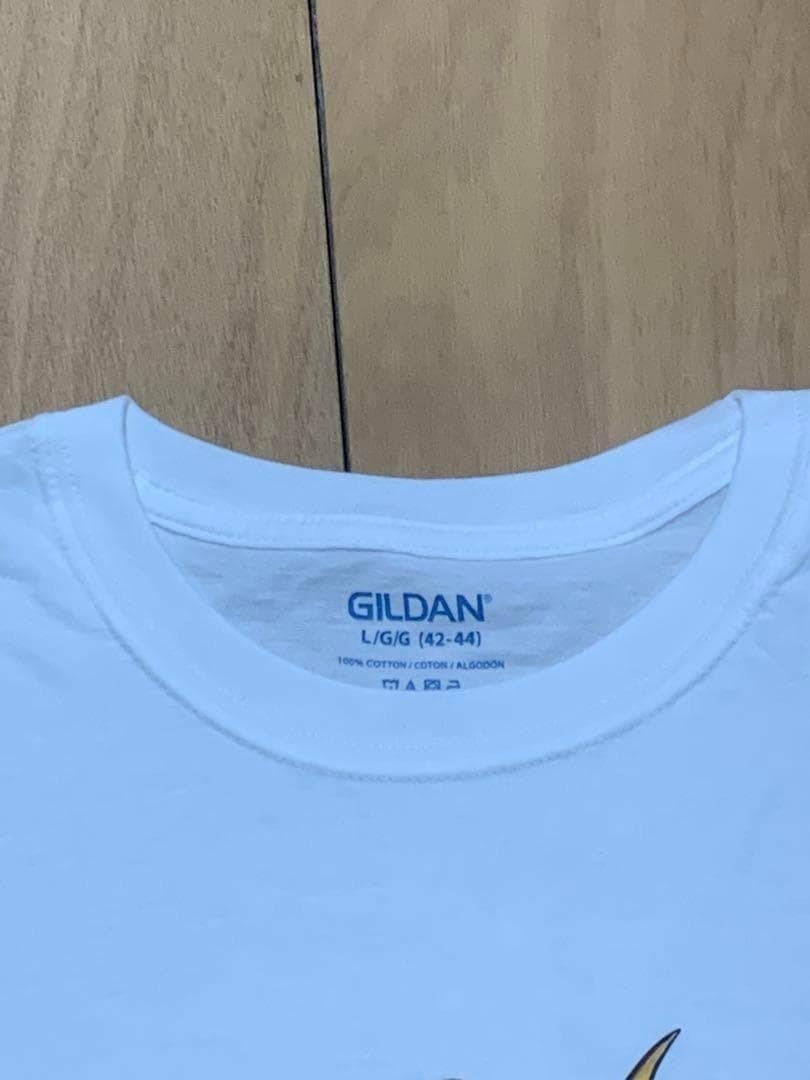 GILDAN®
L/G/G (42-44)
100% COTTON / COTON / ALGODÓN